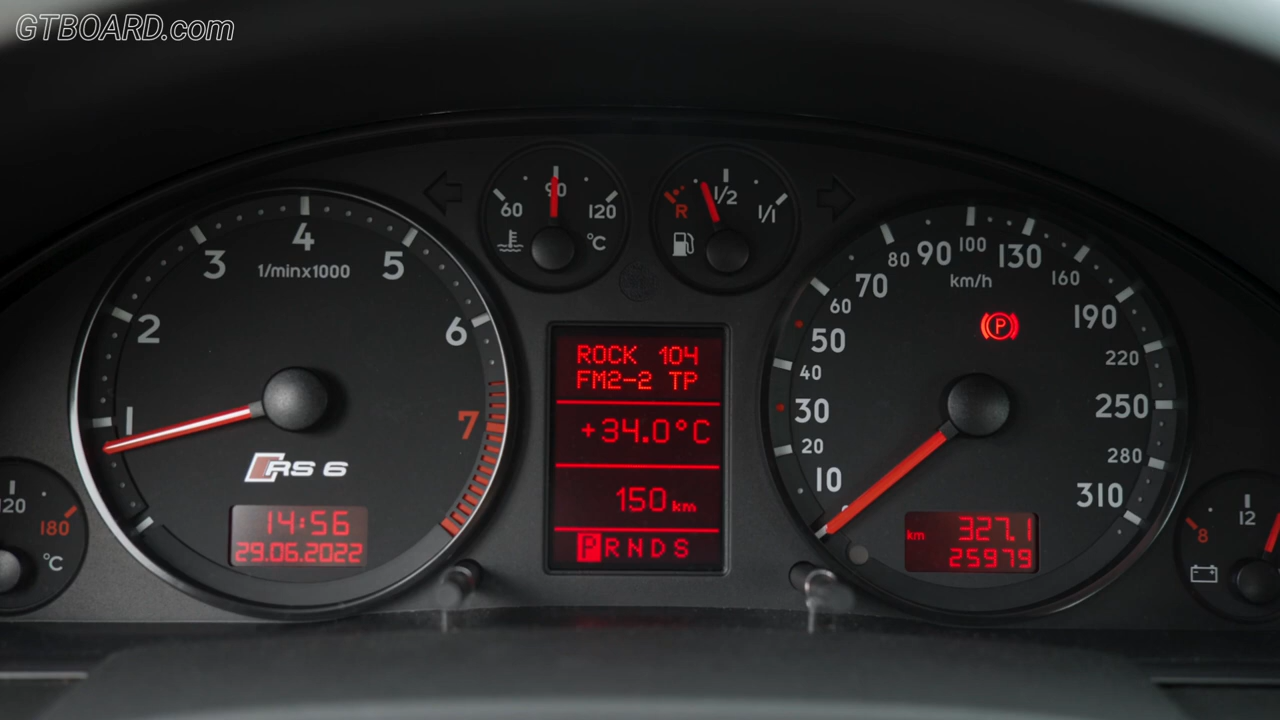 GTBOARD.com
1
2
3
4
5
6
7
1/min x1000
RS 6
14:56
29.06.2022
120
180
°C
60
90
120
°C
R
1/2
1/1
ROCK 104
FM2-2 TP
+34.0°C
150 km
P R N D S
10
20
30
40
50
60
70
80
90
100
130
160
190
220
250
280
310
km/h
P
km 327.1
25979
8
12